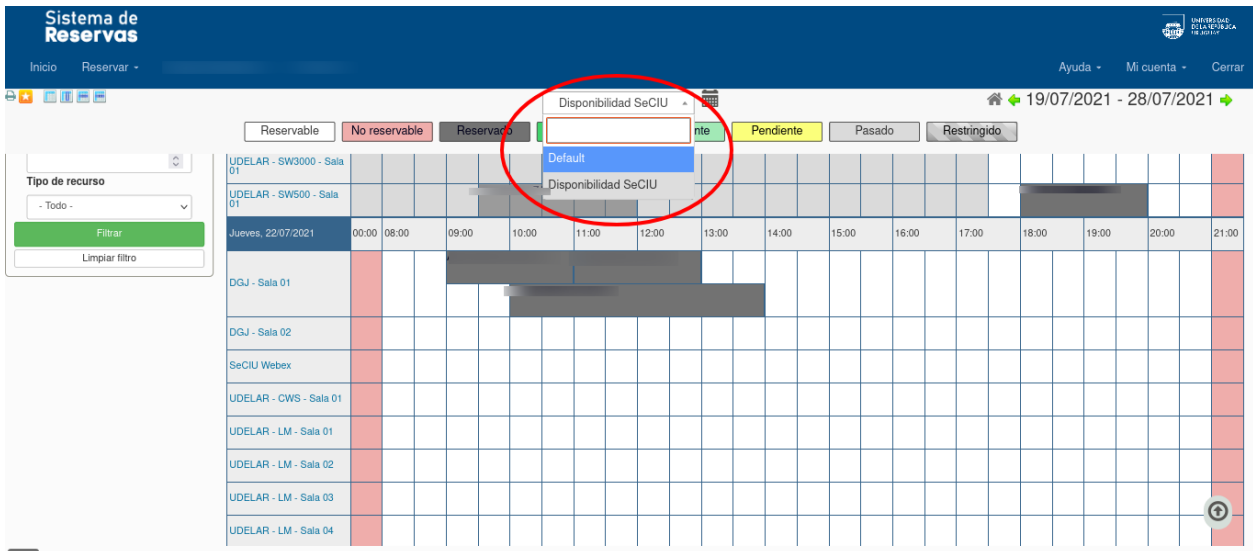 Sistema de
Reservas
UNIVERSIDAD
DE LA REPÚBLICA
URUGUAY
Inicio Reservar
Ayuda Mi cuenta Cerrar
Disponibilidad SeCIU
19/07/2021 - 28/07/2021
Reservable No reservable Reservado nte Pendiente Pasado Restringido
Default
Disponibilidad SeCIU
Tipo de recurso
- Todo -
Filtrar
Limpiar filtro
UDELAR - SW3000 - Sala
01
UDELAR - SW500 - Sala
01
Jueves, 22/07/2021 00:00 08:00 09:00 10:00 11:00 12:00 13:00 14:00 15:00 16:00 17:00 18:00 19:00 20:00 21:00
DGJ - Sala 01
DGJ - Sala 02
SeCIU Webex
UDELAR - CWS - Sala 01
UDELAR - LM - Sala 01
UDELAR - LM - Sala 02
UDELAR - LM - Sala 03
UDELAR - LM - Sala 04